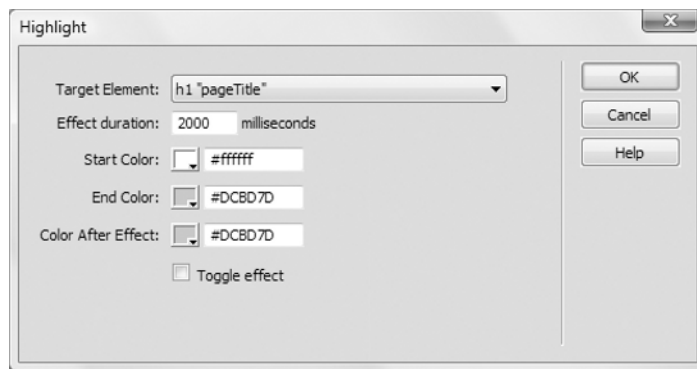 Highlight
Target Element: h1 "pageTitle"
Effect duration: 2000 milliseconds
Start Color: #ffffff
End Color: #DCBD7D
Color After Effect: #DCBD7D
Toggle effect
OK
Cancel
Help